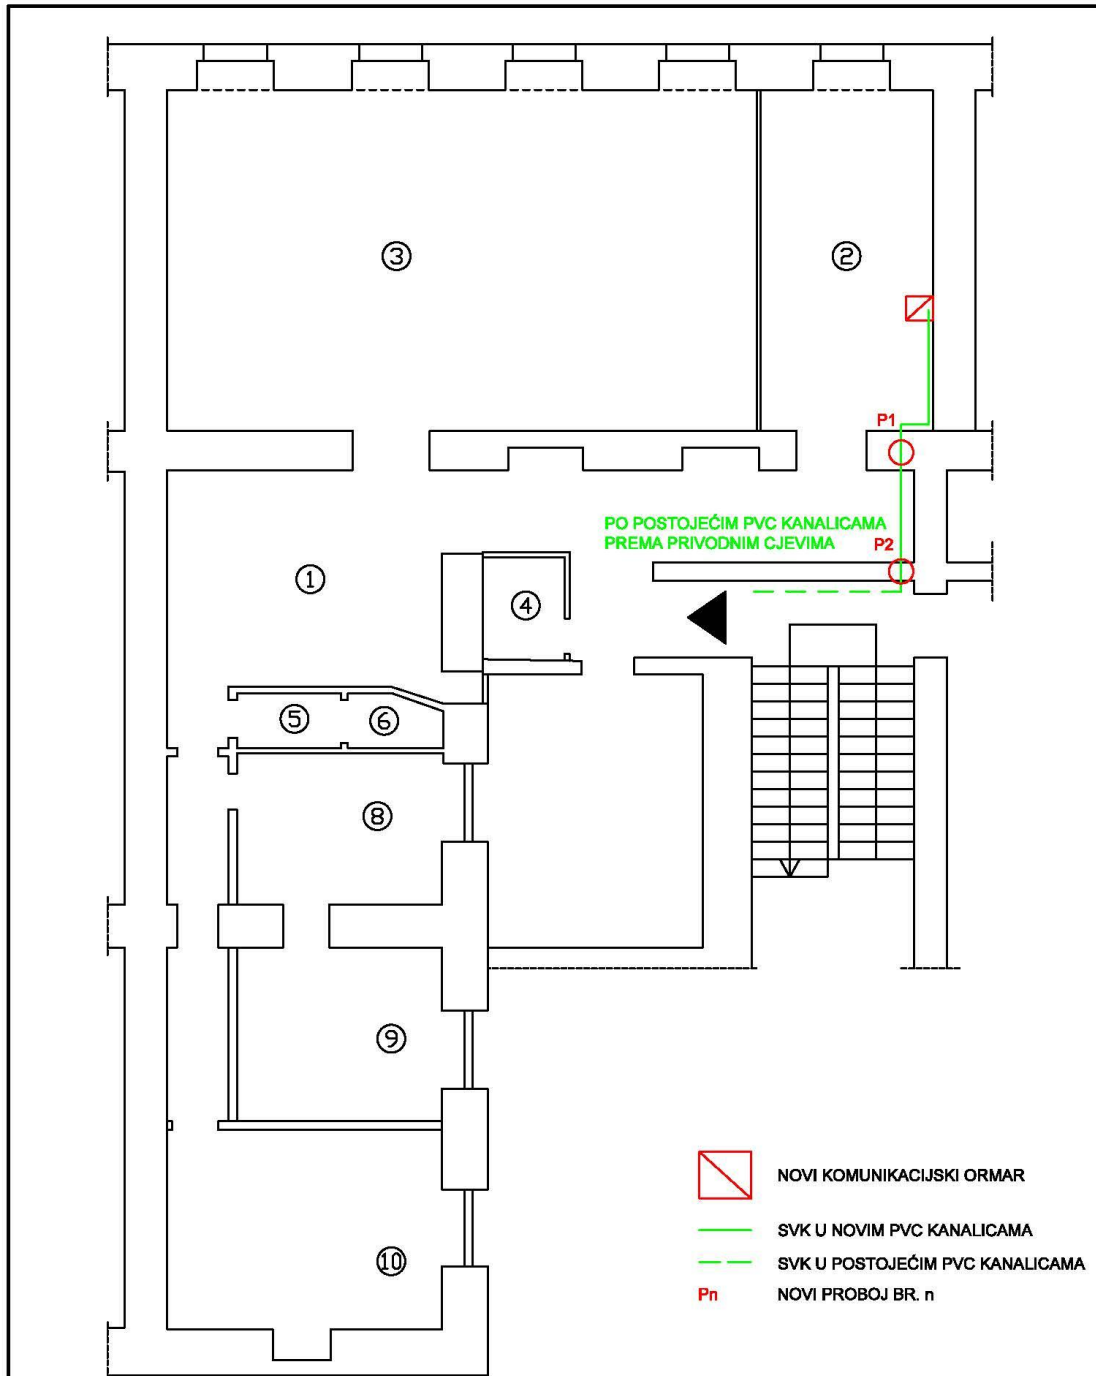 3
2
P1
PO POSTOJEĆIM PVC KANALICAMA
PREMA PRIVODNIM CJEVIMA
P2
1
4
5
6
8
9
10
NOVI KOMUNIKACIJSKI ORMAR
SVK U NOVIM PVC KANALICAMA
SVK U POSTOJEĆIM PVC KANALICAMA
Pn NOVI PROBOJ BR. n